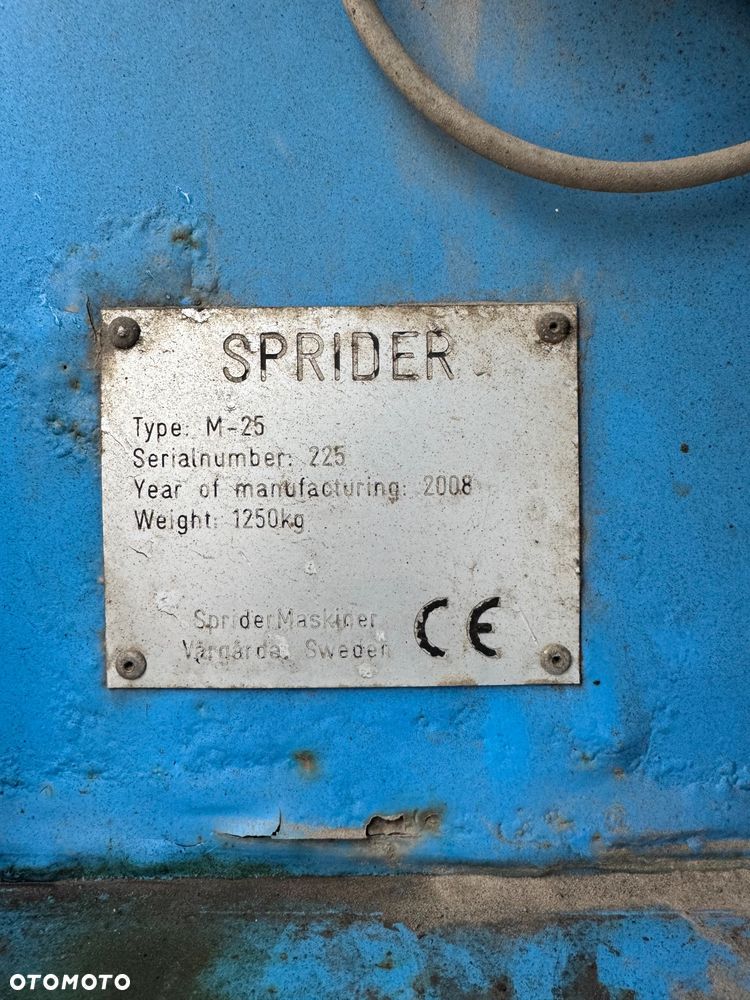 SPRIDER
Type: M-25
Serialnumber: 225
Year of manufacturing: 2008
Weight: 1250kg
SpriderMaskiner
Vårgårda, Sweden
CE
OTOMOTO